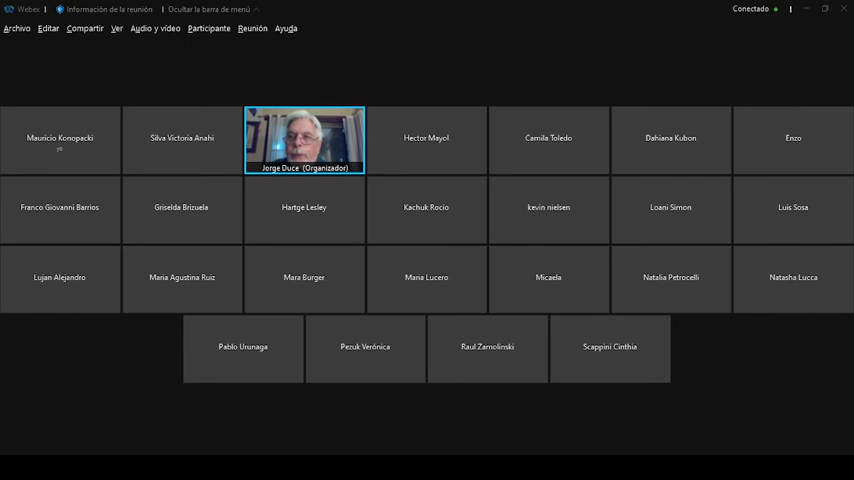 Webex | Información de la reunión | Ocultar la barra de menú
Conectado
Archivo Editar Compartir Ver Audio y vídeo Participante Reunión Ayuda
Mauricio Konopacki
yo
Silva Victoria Anahi
Jorge Duce (Organizador)
Hector Mayol
Camila Toledo
Dahiana Kubon
Enzo
Franco Giovanni Barrios
Griselda Brizuela
Hartge Lesley
Kachuk Rocio
kevin nielsen
Loani Simon
Luis Sosa
Lujan Alejandro
Maria Agustina Ruiz
Mara Burger
Maria Lucero
Micaela
Natalia Petrocelli
Natasha Lucca
Pablo Urunaga
Pezuk Verónica
Raul Zamolinski
Scappini Cinthia